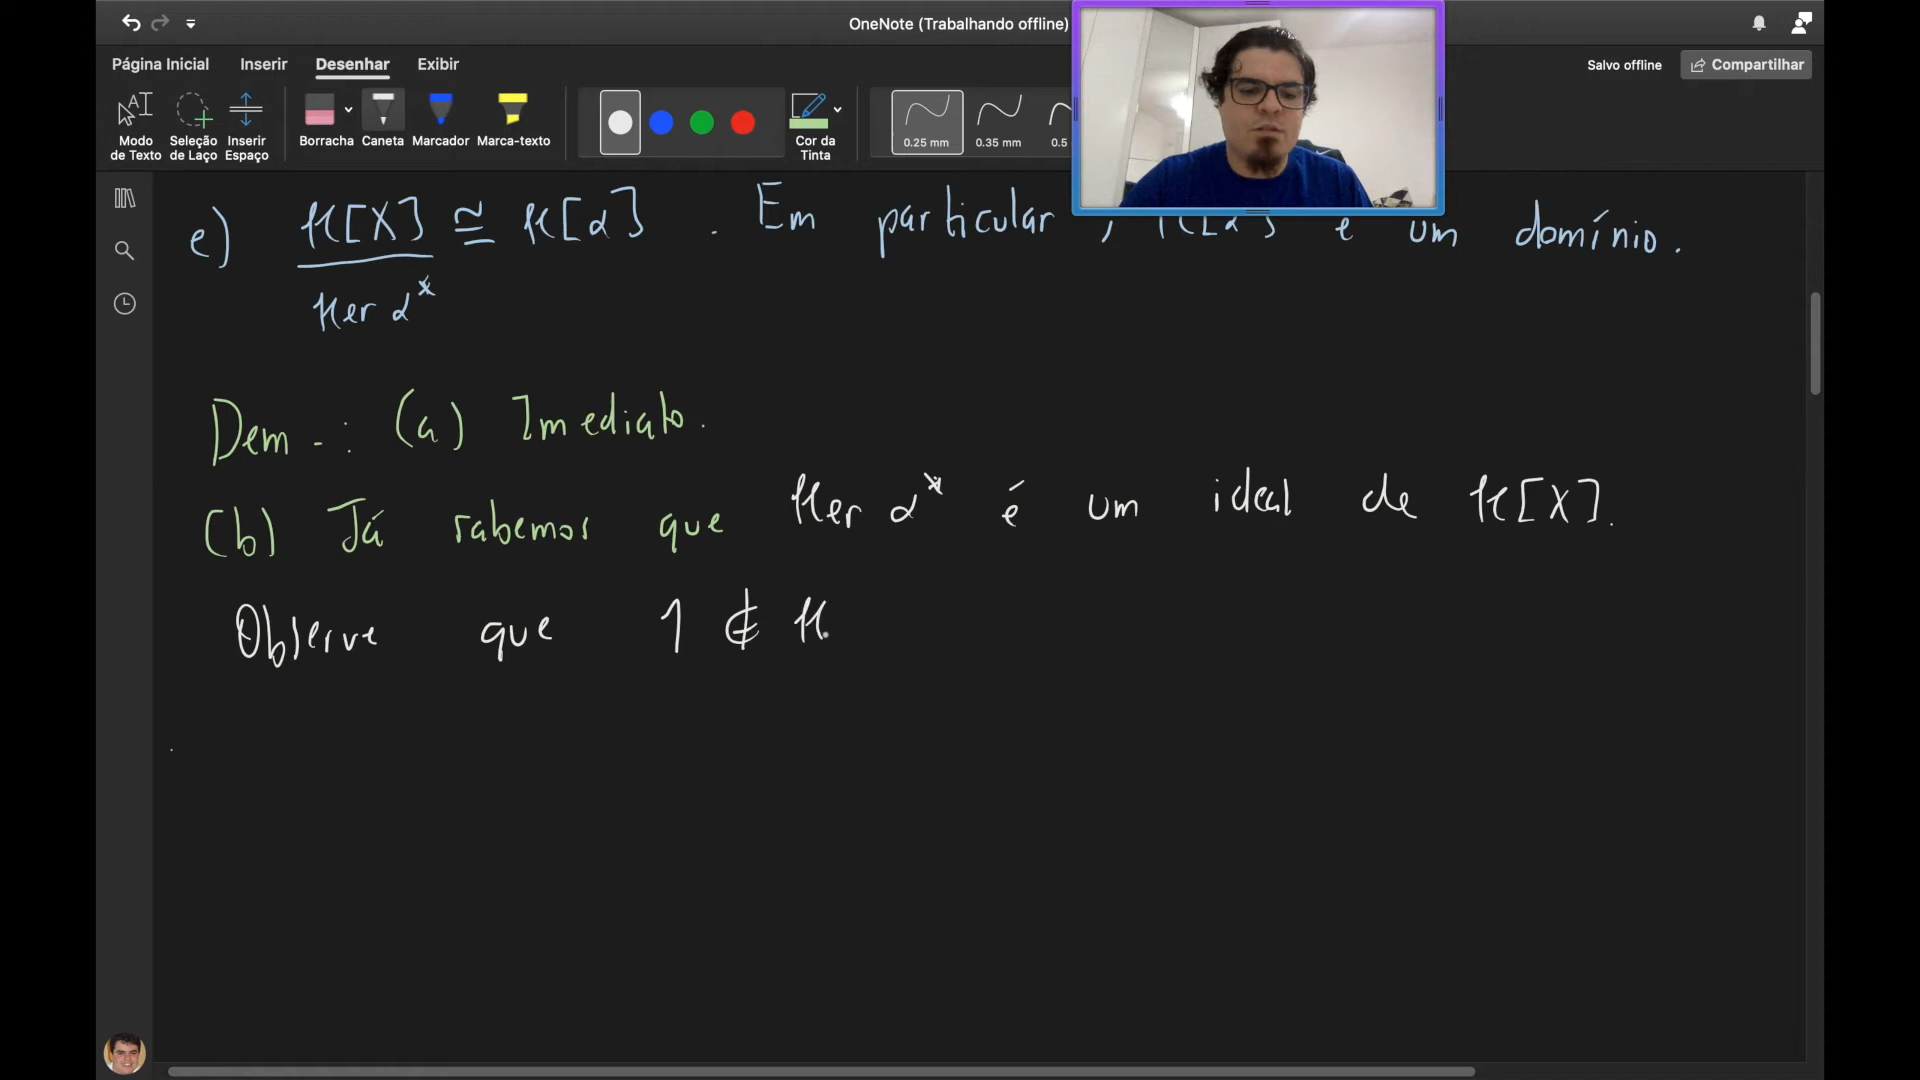 OneNote (Trabalhando offline)
Página Inicial Inserir Desenhar Exibir
Salvo offline Compartilhar
Modo de Texto Seleção de Laço Inserir Espaço Borracha Caneta Marcador Marca-texto Cor da Tinta 0.25 mm 0.35 mm 0.5
e) K[X] / Ker α* ≅ K[α] . Em particular, K[α] é um domínio.
Dem.: (a) Imediato.
(b) Já sabemos que Ker α* é um ideal de K[X].
Observe que 1 ∉ K